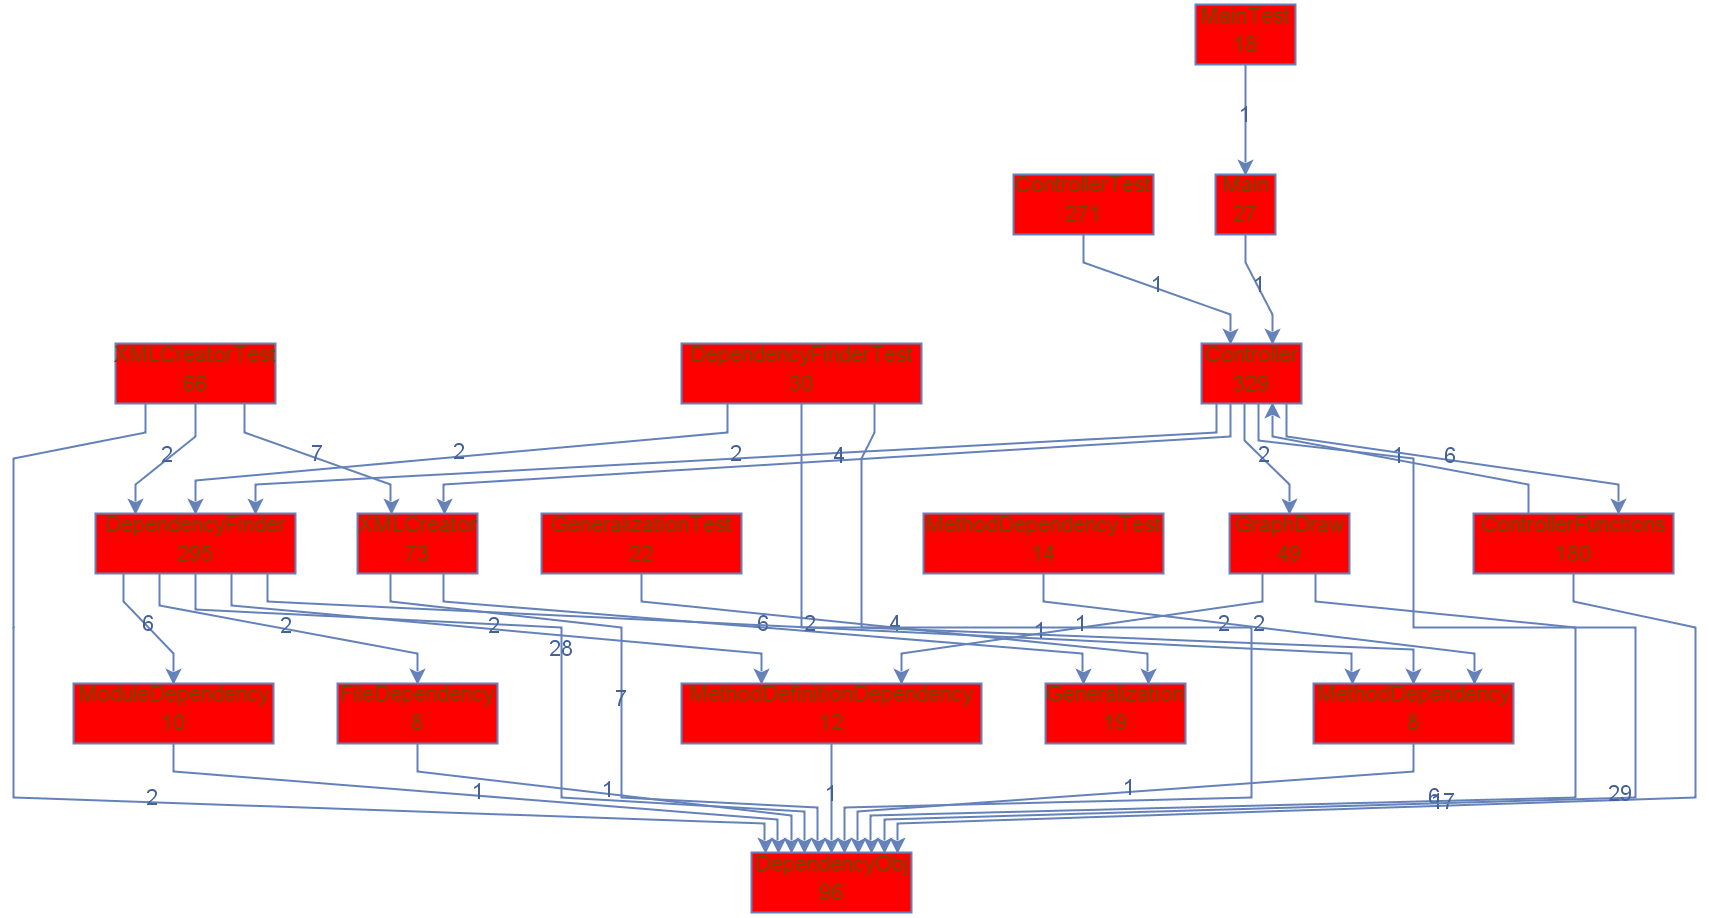 MainTest
18
1
ControllerTest
271
Main
27
1
1
XMLCreatorTest
66
DependencyFinderTest
30
Controller
329
2
7
2
2
4
2
1
6
DependencyFinder
295
XMLCreator
73
GeneralizationTest
22
MethodDependencyTest
14
GraphDraw
49
ControllerFunctions
180
6
2
2
28
6
2
4
1
1
2
2
7
ModuleDependency
10
FileDependency
8
MethodDefinitionDependency
12
Generalization
19
MethodDependency
8
2
1
1
1
1
6
17
29
DependencyObj
96